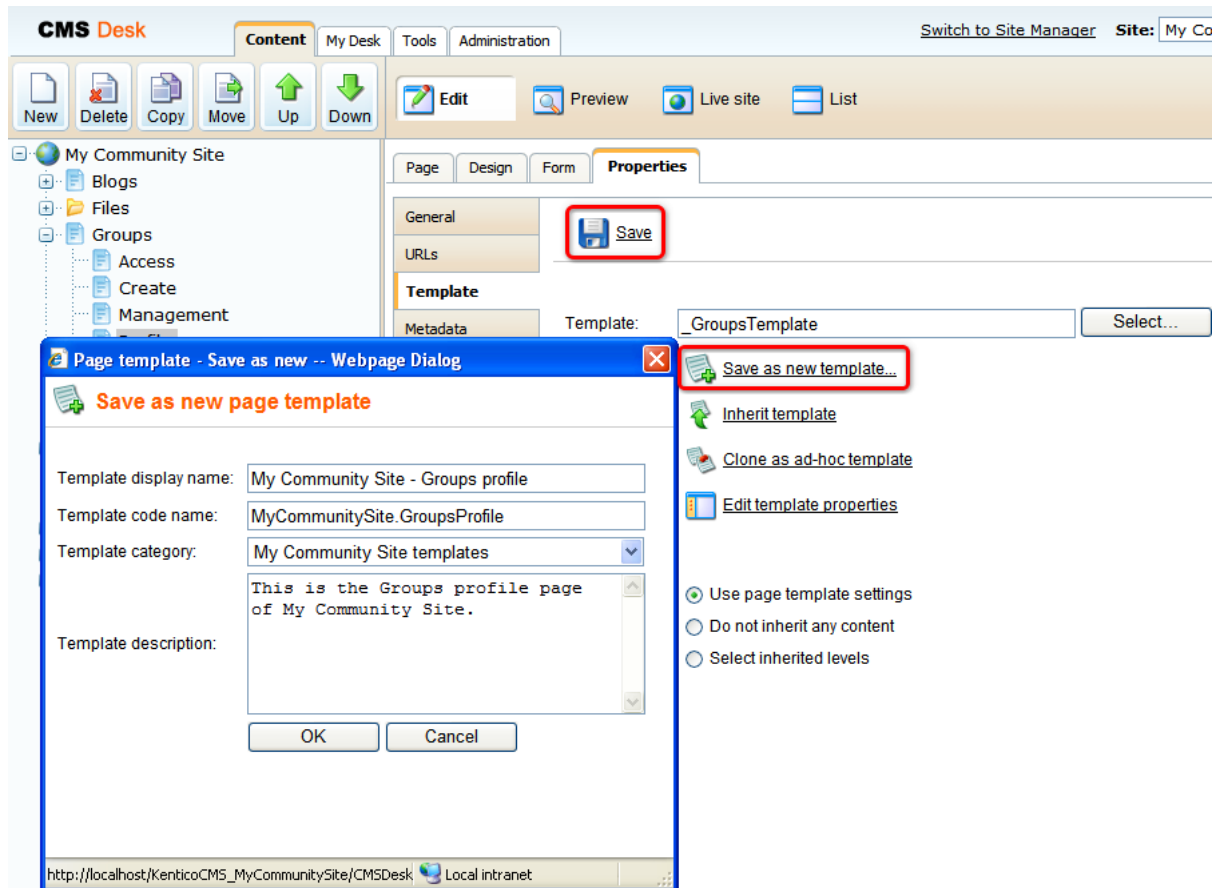 CMS Desk
Content
My Desk
Tools
Administration
Switch to Site Manager
Site:
My Co
New
Delete
Copy
Move
Up
Down
Edit
Preview
Live site
List
My Community Site
Blogs
Files
Groups
Access
Create
Management
Page
Design
Form
Properties
General
URLs
Template
Metadata
Save
Template:
_GroupsTemplate
Select...
Save as new template...
Inherit template
Clone as ad-hoc template
Edit template properties
Use page template settings
Do not inherit any content
Select inherited levels
Page template - Save as new -- Webpage Dialog
Save as new page template
Template display name:
My Community Site - Groups profile
Template code name:
MyCommunitySite.GroupsProfile
Template category:
My Community Site templates
Template description:
This is the Groups profile page
of My Community Site.
OK
Cancel
http://localhost/KenticoCMS_MyCommunitySite/CMSDesk
Local intranet